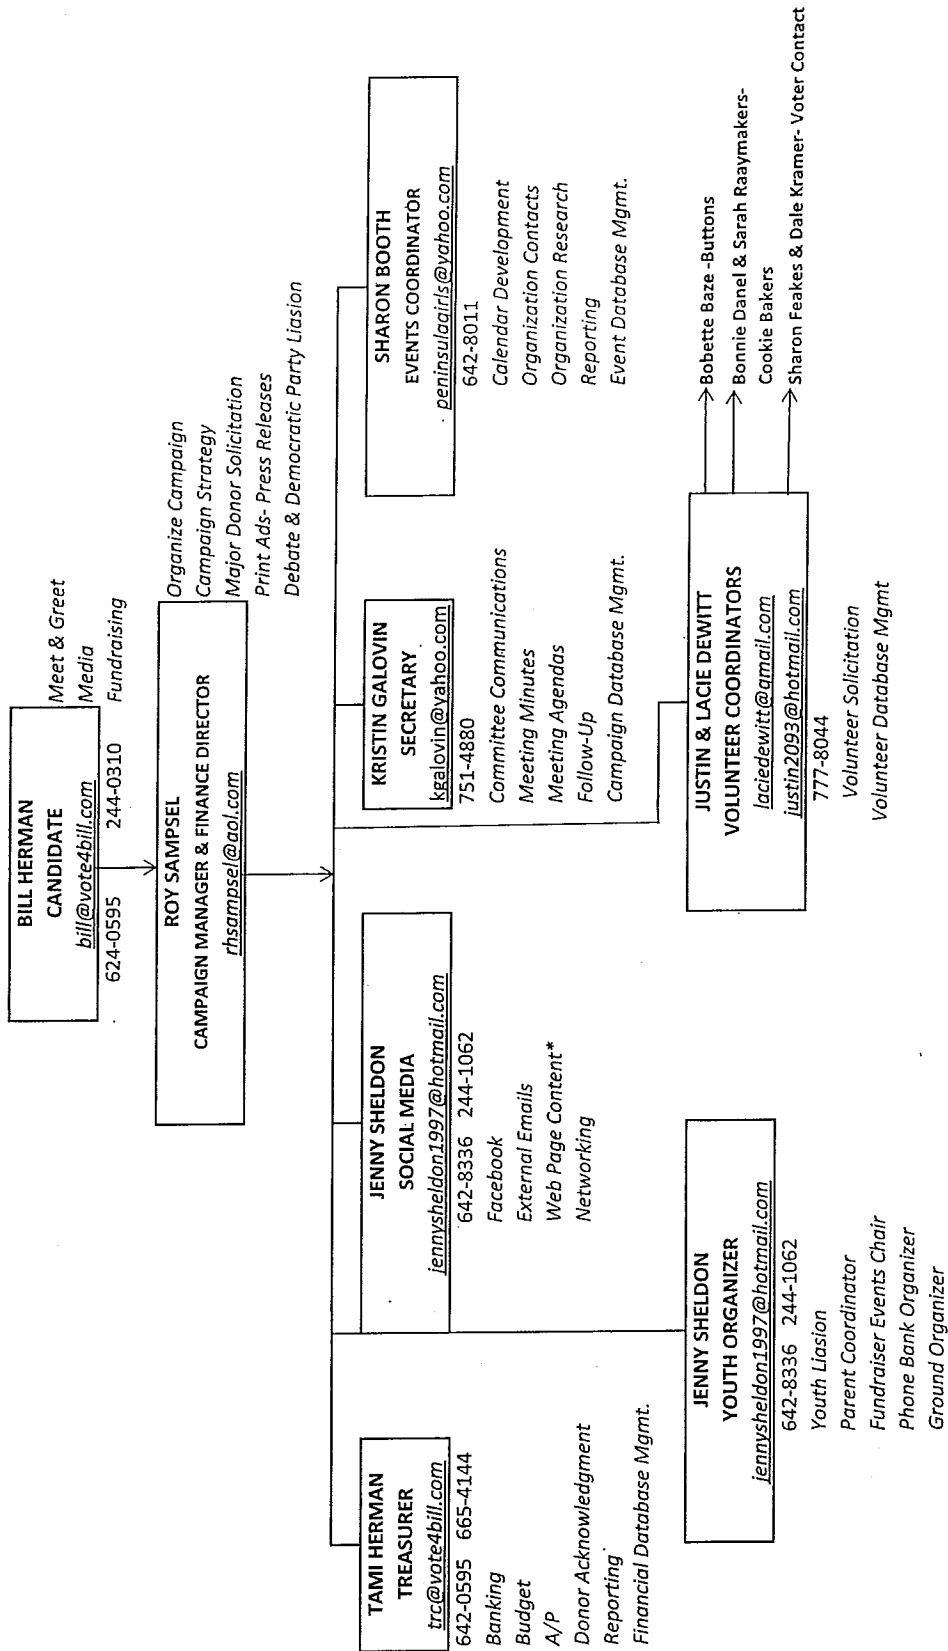 BILL HERMAN
CANDIDATE
bill@vote4bill.com
624-0595 244-0310
Meet & Greet
Media
Fundraising
ROY SAMPSEL
CAMPAIGN MANAGER & FINANCE DIRECTOR
rhsampsel@aol.com
Organize Campaign
Campaign Strategy
Major Donor Solicitation
Print Ads- Press Releases
Debate & Democratic Party Liasion
TAMI HERMAN
TREASURER
trc@vote4bill.com
642-0595 665-4144
Banking
Budget
A/P
Donor Acknowledgment
Reporting
Financial Database Mgmt.
JENNY SHELDON
SOCIAL MEDIA
jennysheldon1997@hotmail.com
642-8336 244-1062
Facebook
External Emails
Web Page Content*
Networking
KRISTIN GALOVIN
SECRETARY
kgalovin@yahoo.com
751-4880
Committee Communications
Meeting Minutes
Meeting Agendas
Follow-Up
Campaign Database Mgmt.
SHARON BOOTH
EVENTS COORDINATOR
peninsulagirls@yahoo.com
642-8011
Calendar Development
Organization Contacts
Organization Research
Reporting
Event Database Mgmt.
JENNY SHELDON
YOUTH ORGANIZER
jennysheldon1997@hotmail.com
642-8336 244-1062
Youth Liasion
Parent Coordinator
Fundraiser Events Chair
Phone Bank Organizer
Ground Organizer
JUSTIN & LACIE DEWITT
VOLUNTEER COORDINATORS
laciedewitt@gmail.com
justin2093@hotmail.com
777-8044
Volunteer Solicitation
Volunteer Database Mgmt
Bobette Baze -Buttons
Bonnie Danel & Sarah Raaymakers-
Cookie Bakers
Sharon Feakes & Dale Kramer- Voter Contact